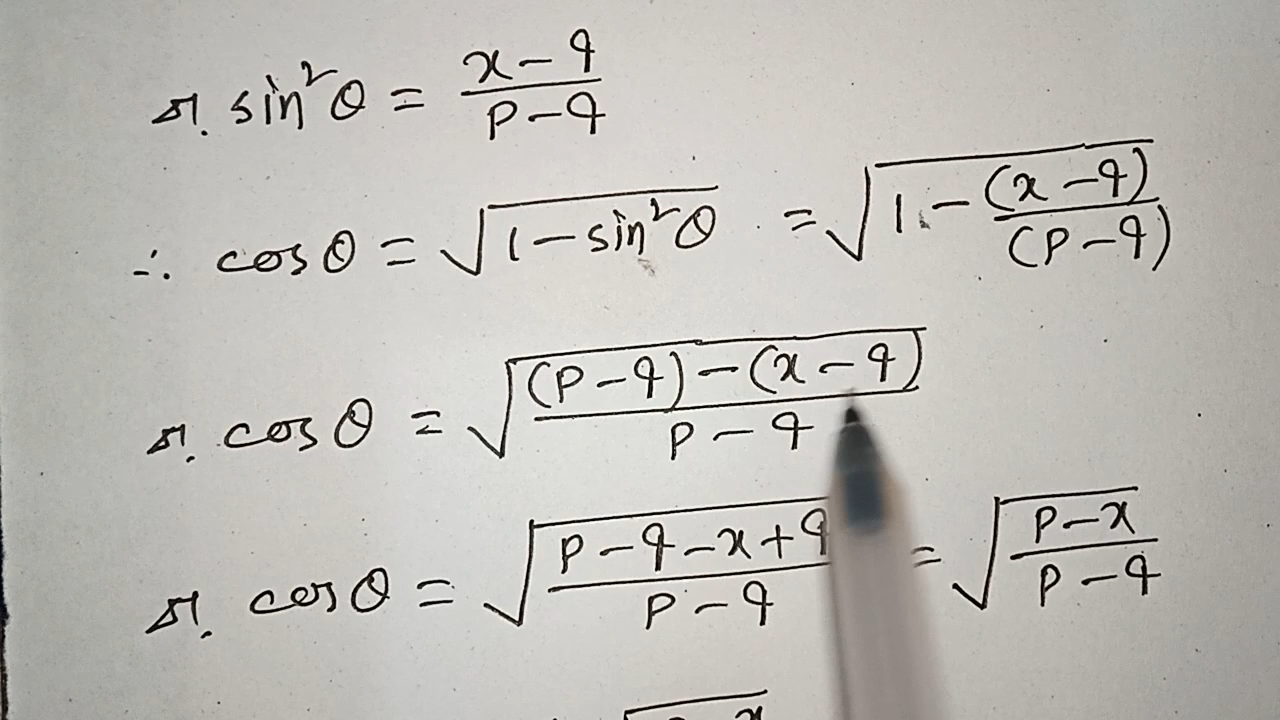 বা, sin²θ = (x-q)/(p-q)
∴ cosθ = √(1-sin²θ) = √(1-(x-q)/(p-q))
বা, cosθ = √(((p-q)-(x-q))/(p-q))
বা, cosθ = √((p-q-x+q)/(p-q)) = √((p-x)/(p-q))